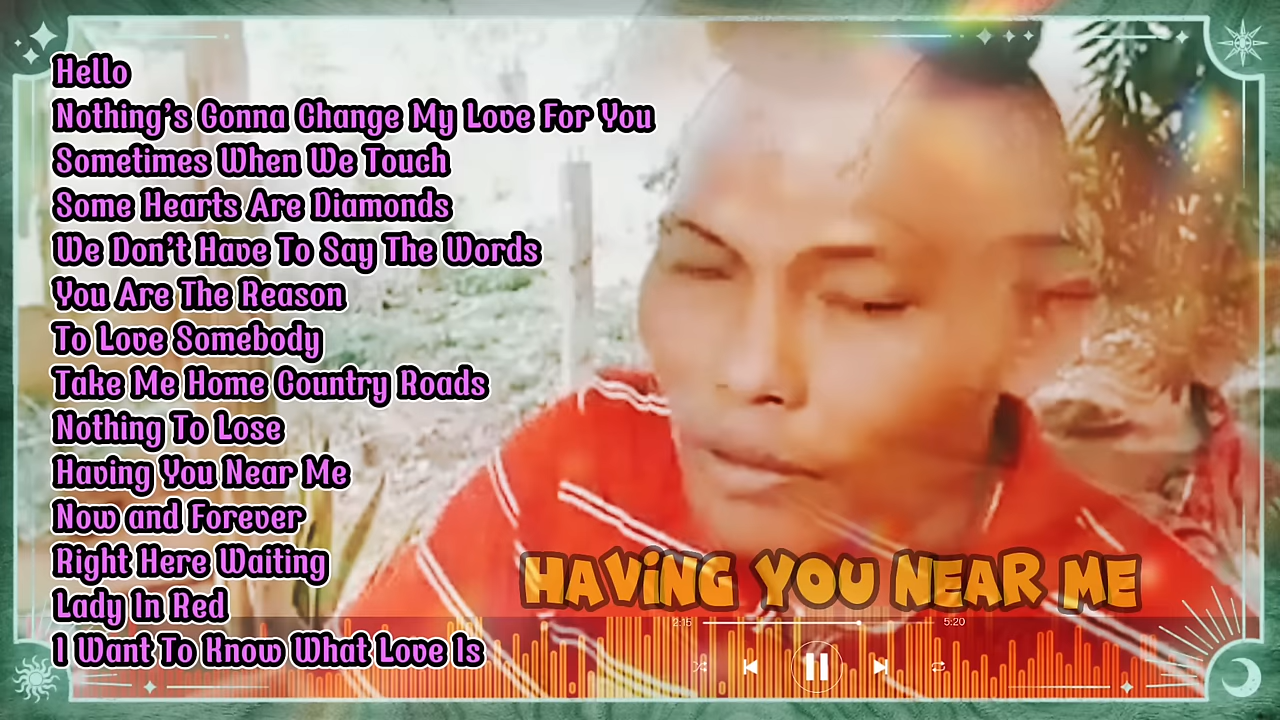 Hello
Nothing's Gonna Change My Love For You
Sometimes When We Touch
Some Hearts Are Diamonds
We Don't Have To Say The Words
You Are The Reason
To Love Somebody
Take Me Home Country Roads
Nothing To Lose
Having You Near Me
Now and Forever
Right Here Waiting
Lady In Red
I Want To Know What Love Is
HAVING YOU NEAR ME
2:15
5:20